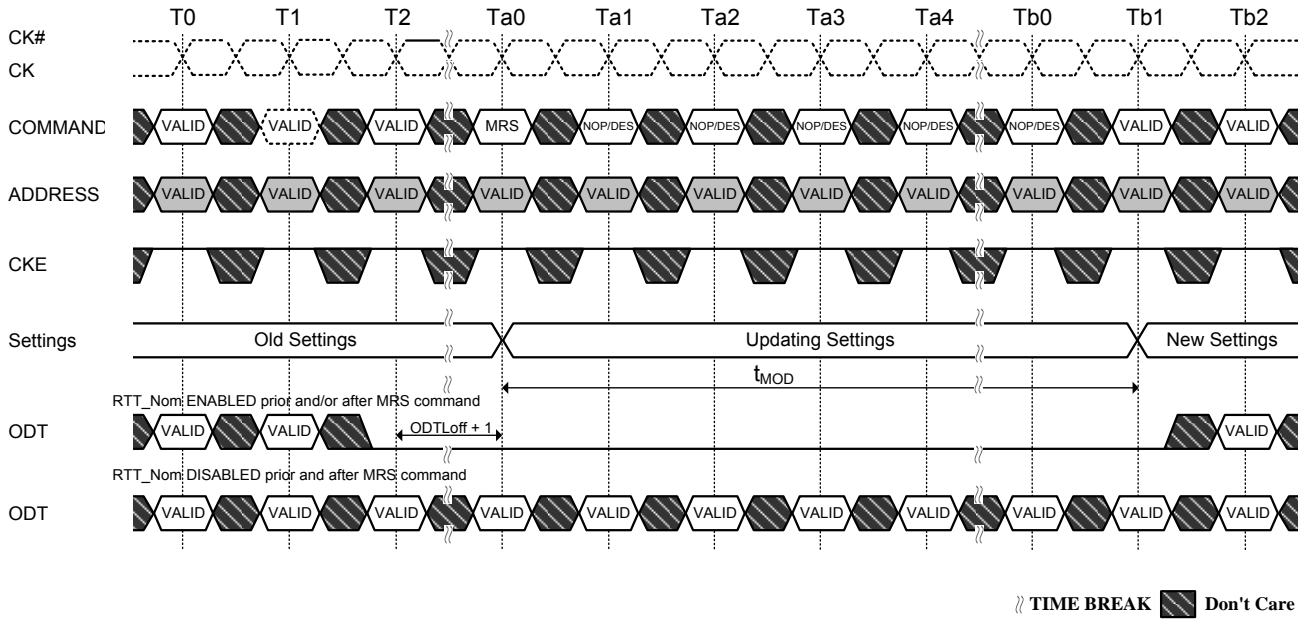 T0 T1 T2 Ta0 Ta1 Ta2 Ta3 Ta4 Tb0 Tb1 Tb2
CK#
CK
COMMAND VALID VALID VALID MRS NOP/DES NOP/DES NOP/DES NOP/DES NOP/DES VALID VALID
ADDRESS VALID VALID VALID VALID VALID VALID VALID VALID VALID VALID VALID
CKE
Settings Old Settings Updating Settings New Settings
tMOD
RTT_Nom ENABLED prior and/or after MRS command
ODT VALID VALID ODTLoff + 1 VALID
RTT_Nom DISABLED prior and after MRS command
ODT VALID VALID VALID VALID VALID VALID VALID VALID VALID VALID VALID
TIME BREAK Don't Care